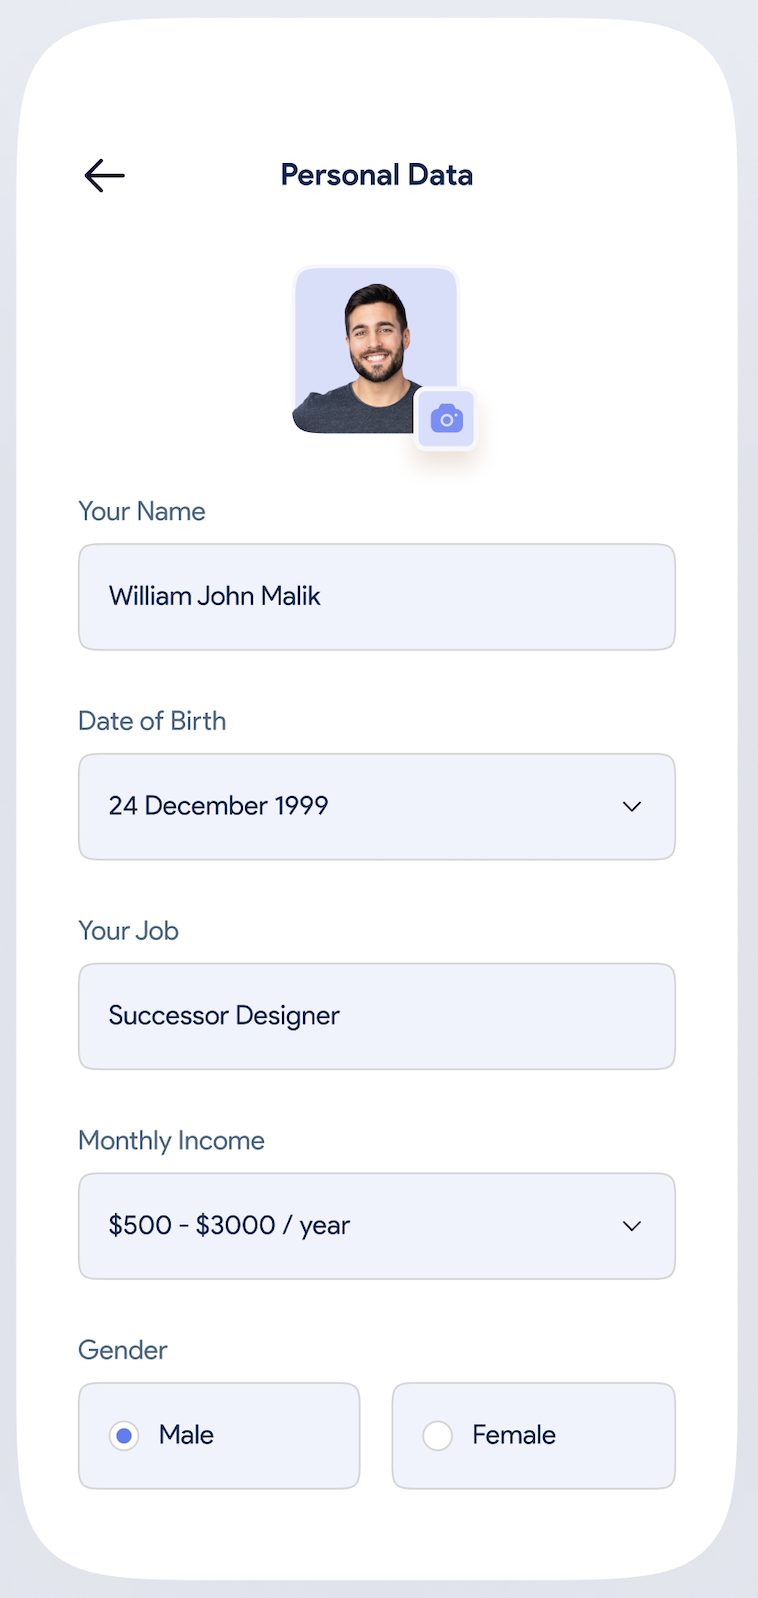 Personal Data
Your Name
William John Malik
Date of Birth
24 December 1999
Your Job
Successor Designer
Monthly Income
$500 - $3000 / year
Gender
Male
Female